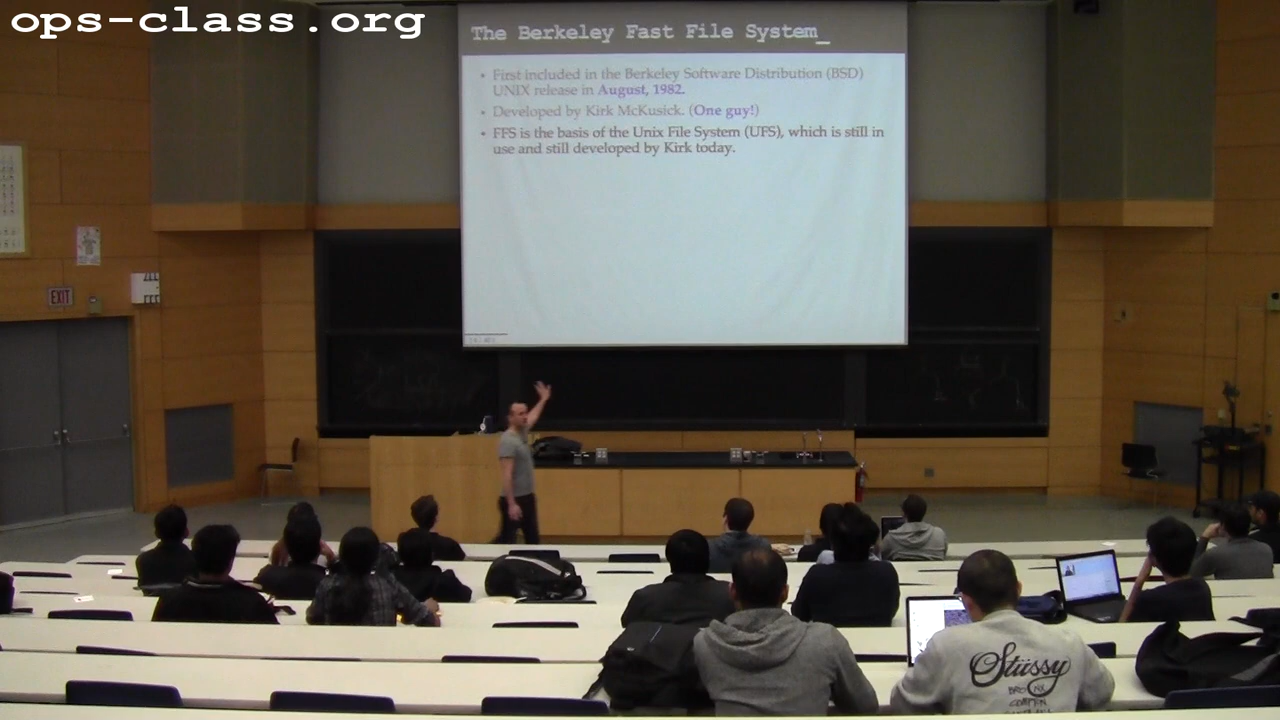 ops-class.org
The Berkeley Fast File System_
• First included in the Berkeley Software Distribution (BSD)
UNIX release in August, 1982.
• Developed by Kirk McKusick. (One guy!)
• FFS is the basis of the Unix File System (UFS), which is still in
use and still developed by Kirk today.
EXIT
Stüssy